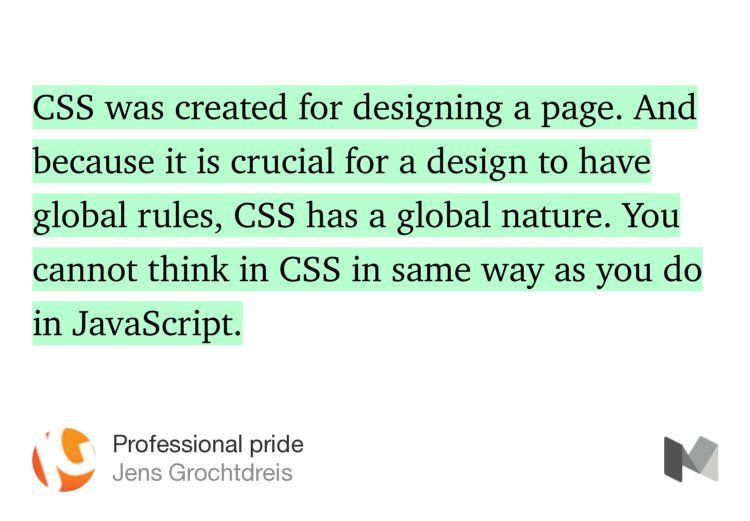 CSS was created for designing a page. And
because it is crucial for a design to have
global rules, CSS has a global nature. You
cannot think in CSS in same way as you do
in JavaScript.
Professional pride
Jens Grochtdreis